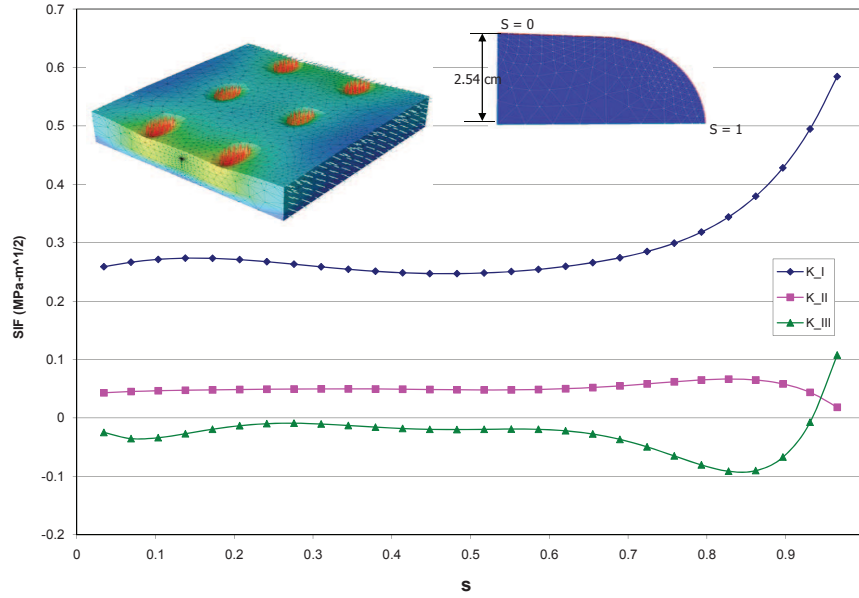 0.7
0.6
0.5
0.4
0.3
0.2
0.1
0
-0.1
-0.2
SIF (MPa-m^1/2)
S = 0
2.54 cm
S = 1
K_I
K_II
K_III
0 0.1 0.2 0.3 0.4 0.5 0.6 0.7 0.8 0.9
S